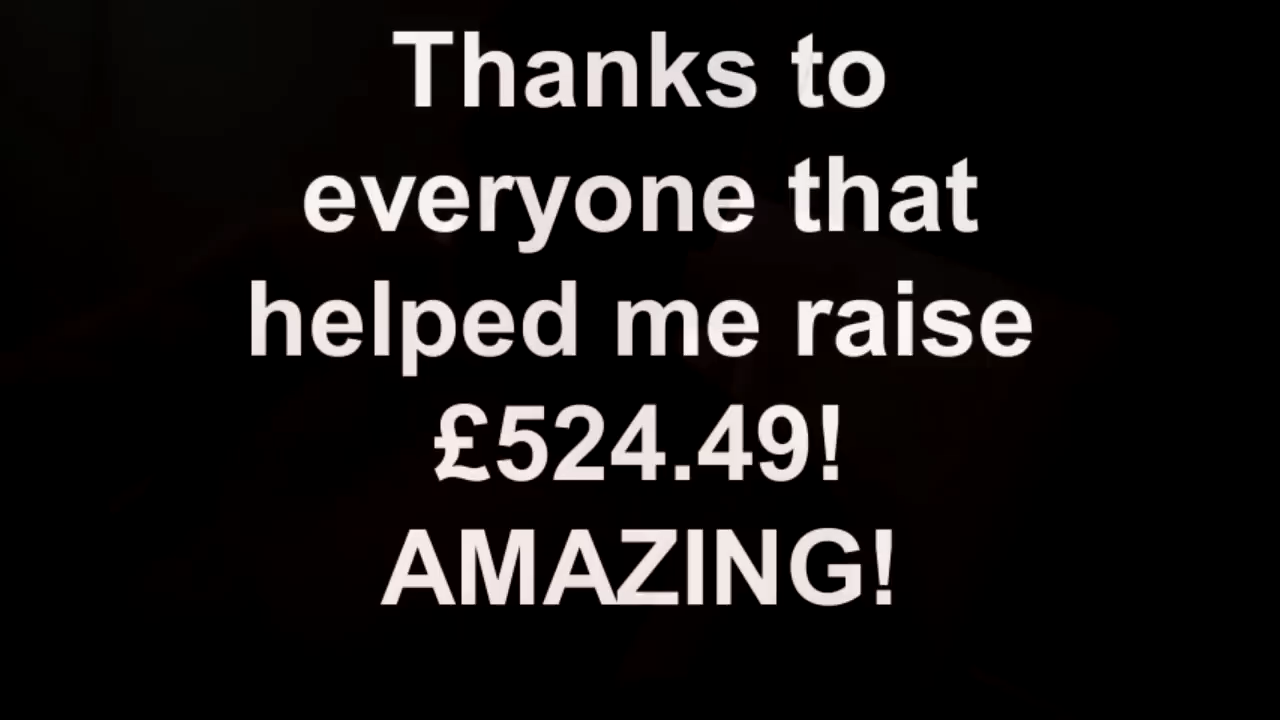 Thanks to
everyone that
helped me raise
£524.49!
AMAZING!